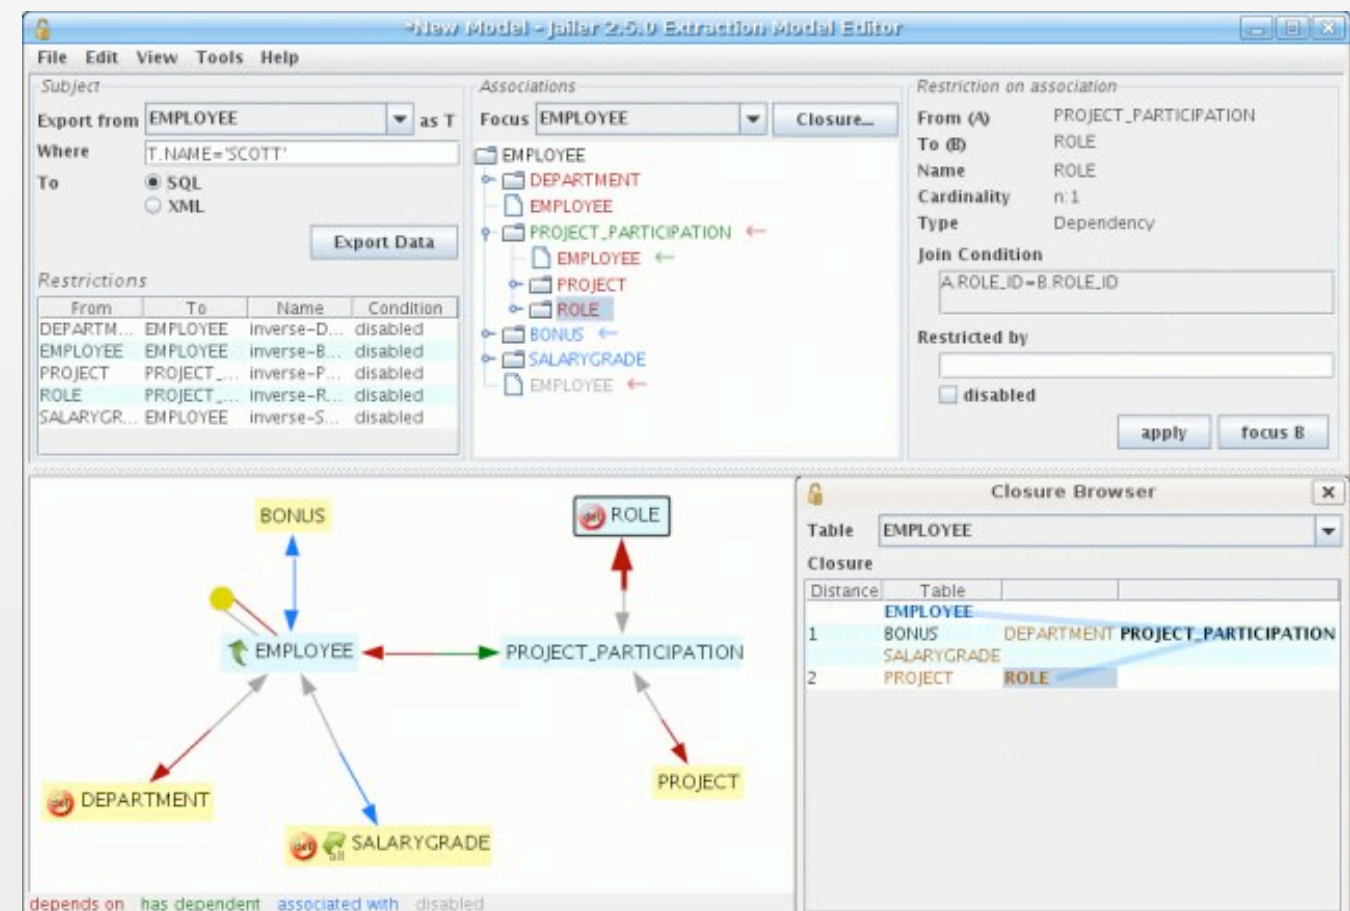 *New Model - Jailer 2.5.0 Extraction Model Editor
File Edit View Tools Help
Subject
Export from EMPLOYEE as T
Where T.NAME='SCOTT'
To SQL
XML
Export Data
Restrictions
From To Name Condition
DEPARTM... EMPLOYEE inverse-D... disabled
EMPLOYEE EMPLOYEE inverse-B... disabled
PROJECT PROJECT_... inverse-P... disabled
ROLE PROJECT_... inverse-R... disabled
SALARYGR... EMPLOYEE inverse-S... disabled
Associations
Focus EMPLOYEE Closure...
EMPLOYEE
DEPARTMENT
EMPLOYEE
PROJECT_PARTICIPATION ←
EMPLOYEE ←
PROJECT
ROLE
BONUS ←
SALARYGRADE
EMPLOYEE ←
Restriction on association
From (A) PROJECT_PARTICIPATION
To (B) ROLE
Name ROLE
Cardinality n:1
Type Dependency
Join Condition
A.ROLE_ID=B.ROLE_ID
Restricted by
disabled
apply focus B
BONUS
del ROLE
EMPLOYEE
PROJECT_PARTICIPATION
PROJECT
del DEPARTMENT
del all SALARYGRADE
depends on has dependent associated with disabled
Closure Browser
Table EMPLOYEE
Closure
Distance Table
EMPLOYEE
1 BONUS DEPARTMENT PROJECT_PARTICIPATION
SALARYGRADE
2 PROJECT ROLE